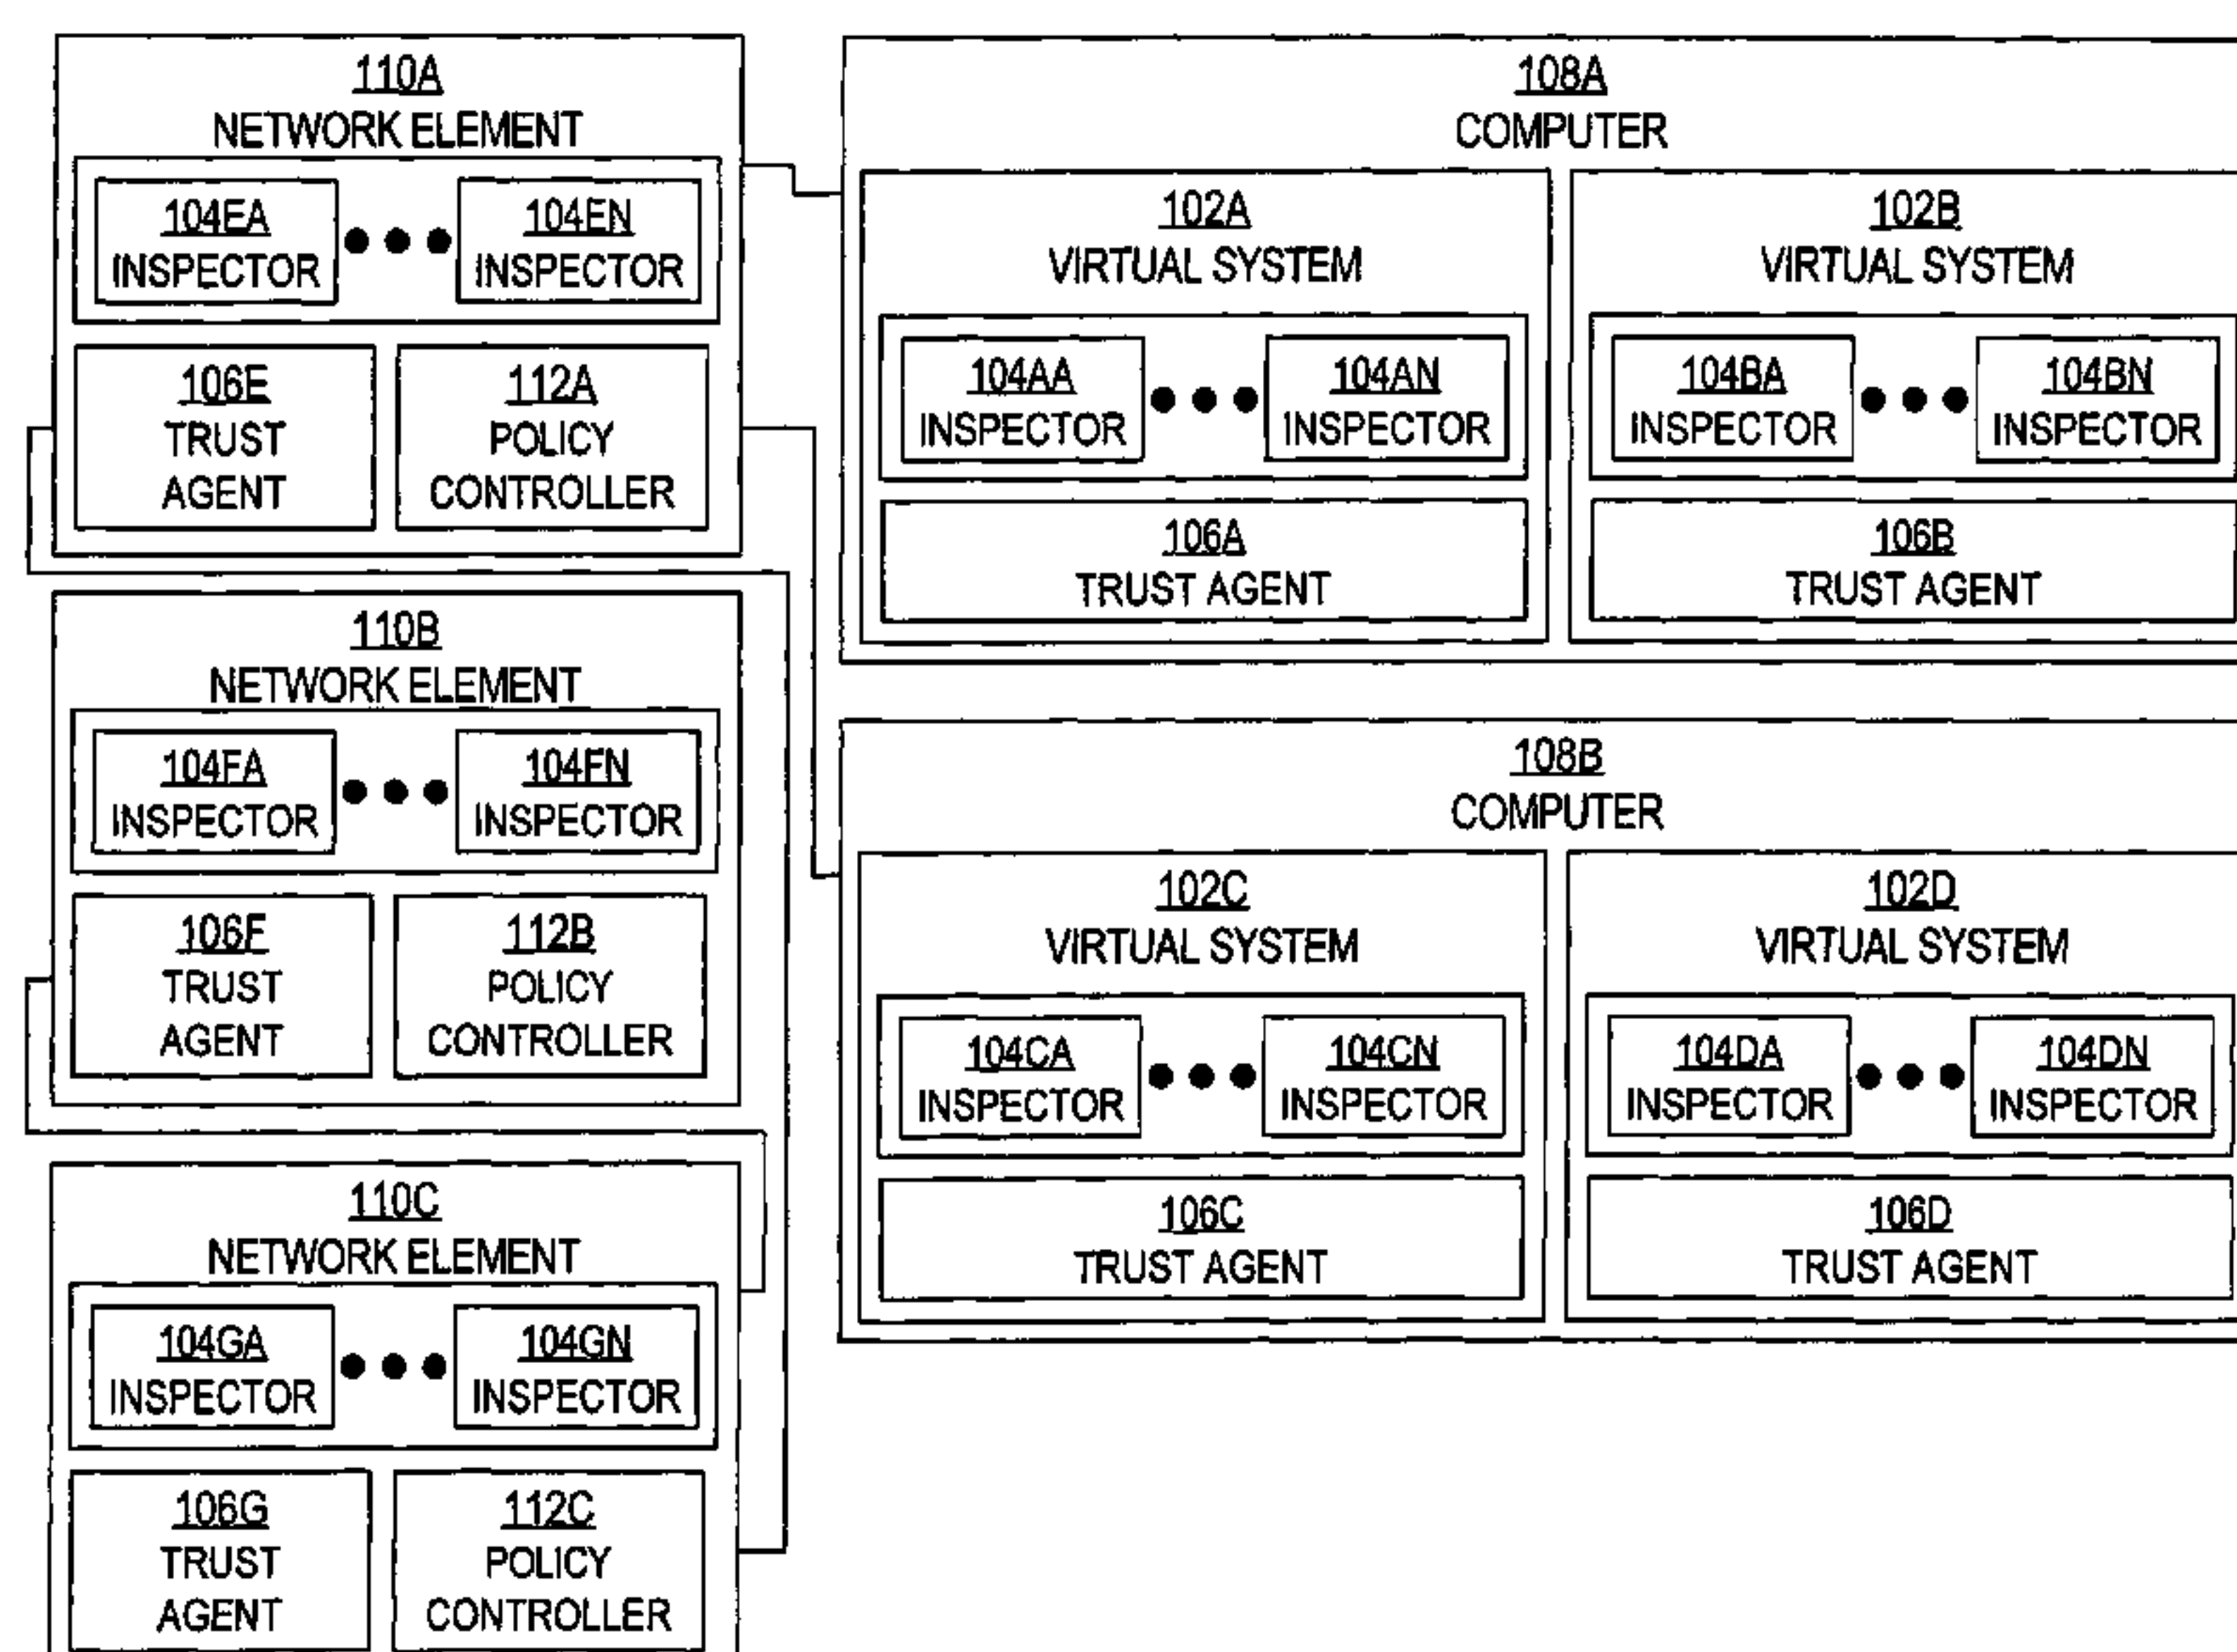 110A
NETWORK ELEMENT
104EA
INSPECTOR
104EN
INSPECTOR
106E
TRUST
AGENT
112A
POLICY
CONTROLLER
110B
NETWORK ELEMENT
104FA
INSPECTOR
104FN
INSPECTOR
106F
TRUST
AGENT
112B
POLICY
CONTROLLER
110C
NETWORK ELEMENT
104GA
INSPECTOR
104GN
INSPECTOR
106G
TRUST
AGENT
112C
POLICY
CONTROLLER
108A
COMPUTER
102A
VIRTUAL SYSTEM
104AA
INSPECTOR
104AN
INSPECTOR
106A
TRUST AGENT
102B
VIRTUAL SYSTEM
104BA
INSPECTOR
104BN
INSPECTOR
106B
TRUST AGENT
108B
COMPUTER
102C
VIRTUAL SYSTEM
104CA
INSPECTOR
104CN
INSPECTOR
106C
TRUST AGENT
102D
VIRTUAL SYSTEM
104DA
INSPECTOR
104DN
INSPECTOR
106D
TRUST AGENT